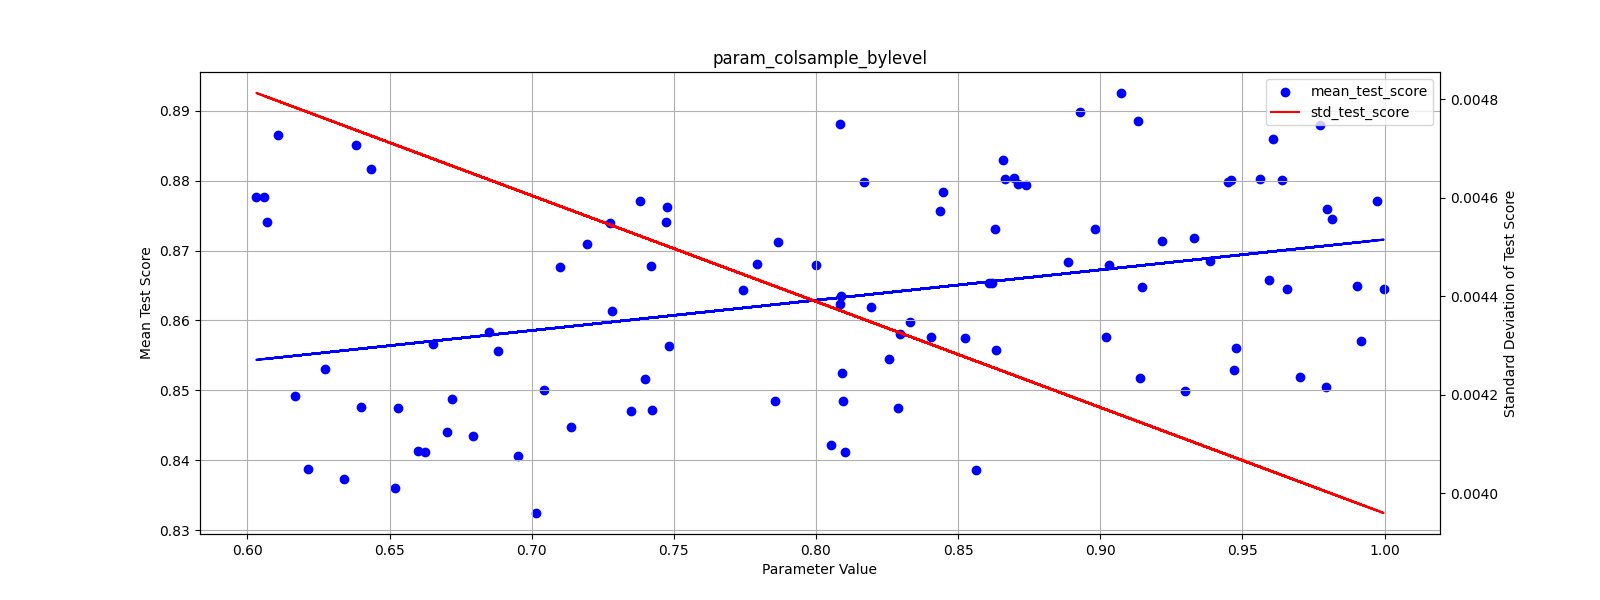 param_colsample_bylevel
mean_test_score
std_test_score
Mean Test Score
0.89
0.88
0.87
0.86
0.85
0.84
0.83
0.60 0.65 0.70 0.75 0.80 0.85 0.90 0.95 1.00
Parameter Value
0.0048
0.0046
0.0044
0.0042
0.0040
Standard Deviation of Test Score